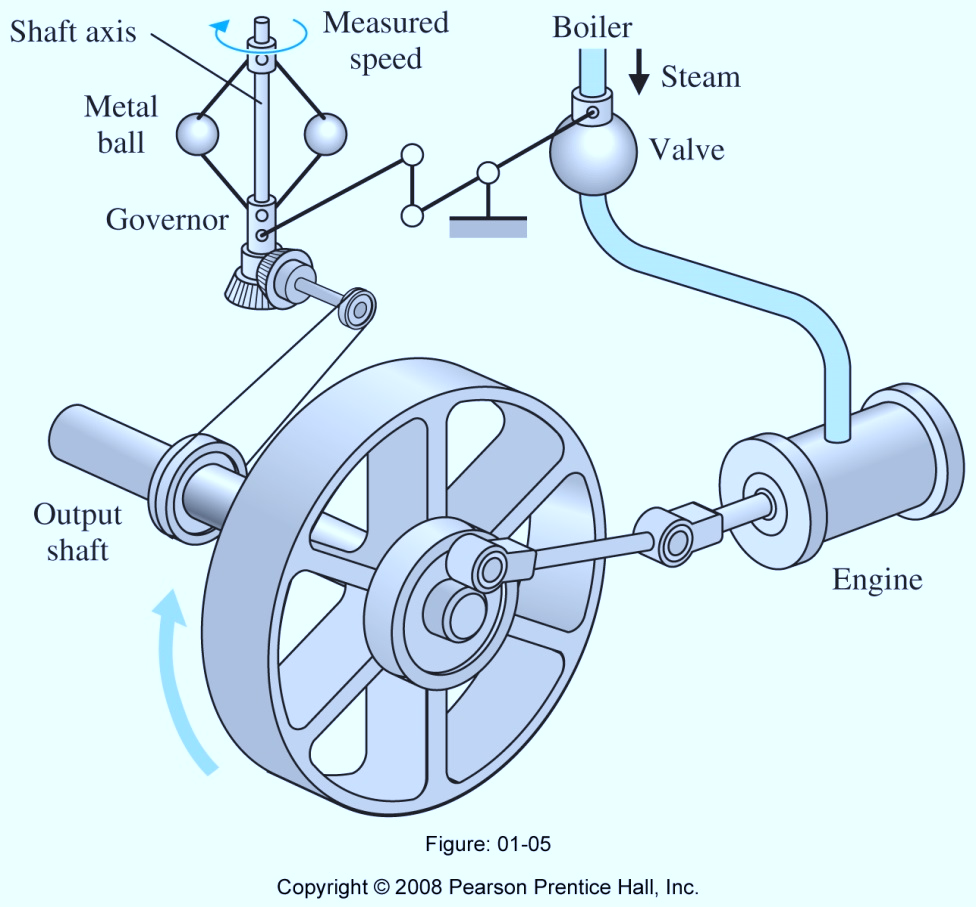 Shaft axis
Measured
speed
Boiler
Steam
Metal
ball
Valve
Governor
Output
shaft
Engine
Figure: 01-05
Copyright © 2008 Pearson Prentice Hall, Inc.